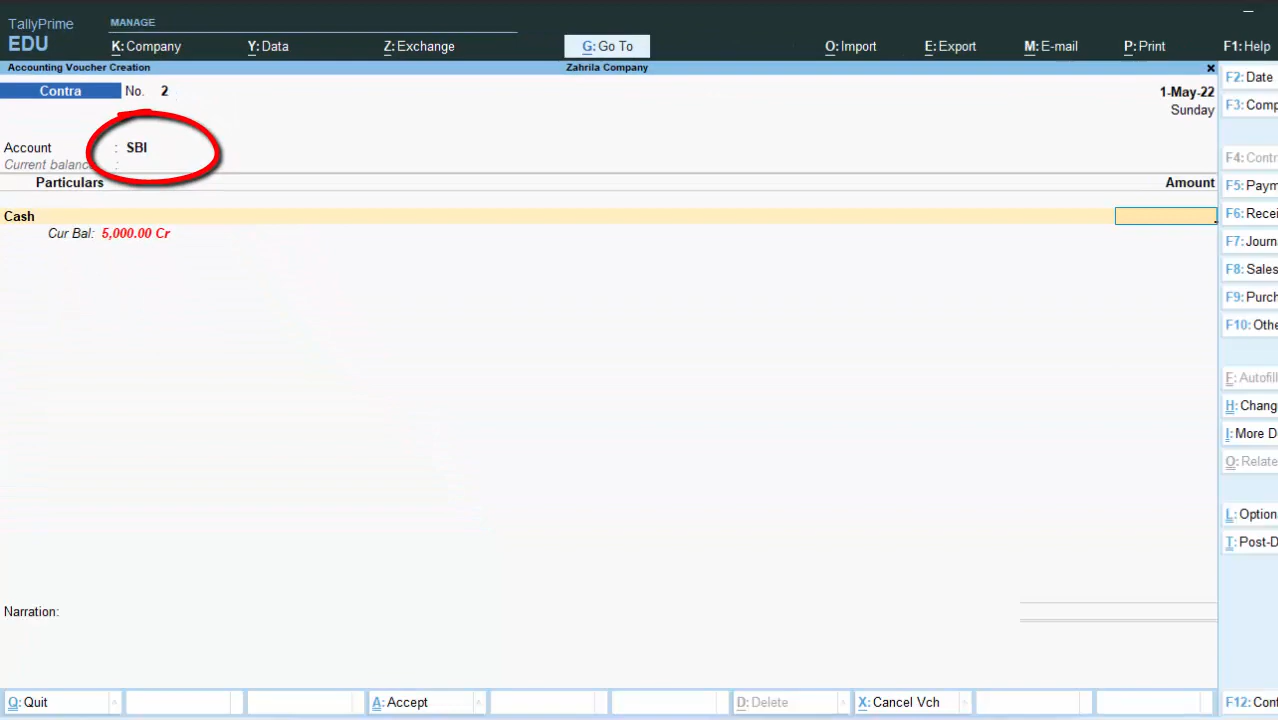 TallyPrime
EDU
MANAGE
K: Company Y: Data Z: Exchange G: Go To O: Import E: Export M: E-mail P: Print F1: Help
Accounting Voucher Creation Zahrila Company
Contra No. 2 1-May-22
Sunday
Account : SBI
Current balance :
Particulars Amount
Cash
Cur Bal: 5,000.00 Cr
Narration:
Q: Quit A: Accept D: Delete X: Cancel Vch F12: Conf
F2: Date
F3: Comp
F4: Contr
F5: Paym
F6: Recei
F7: Journ
F8: Sales
F9: Purch
F10: Othe
F: Autofill
H: Chang
I: More D
O: Relate
L: Option
T: Post-D